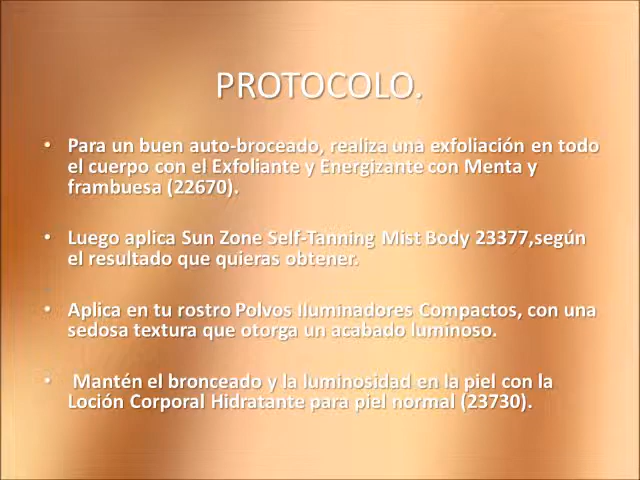 PROTOCOLO.
• Para un buen auto-broceado, realiza una exfoliación en todo
el cuerpo con el Exfoliante y Energizante con Menta y
frambuesa (22670).
• Luego aplica Sun Zone Self-Tanning Mist Body 23377,según
el resultado que quieras obtener.
• Aplica en tu rostro Polvos Iluminadores Compactos, con una
sedosa textura que otorga un acabado luminoso.
• Mantén el bronceado y la luminosidad en la piel con la
Loción Corporal Hidratante para piel normal (23730).